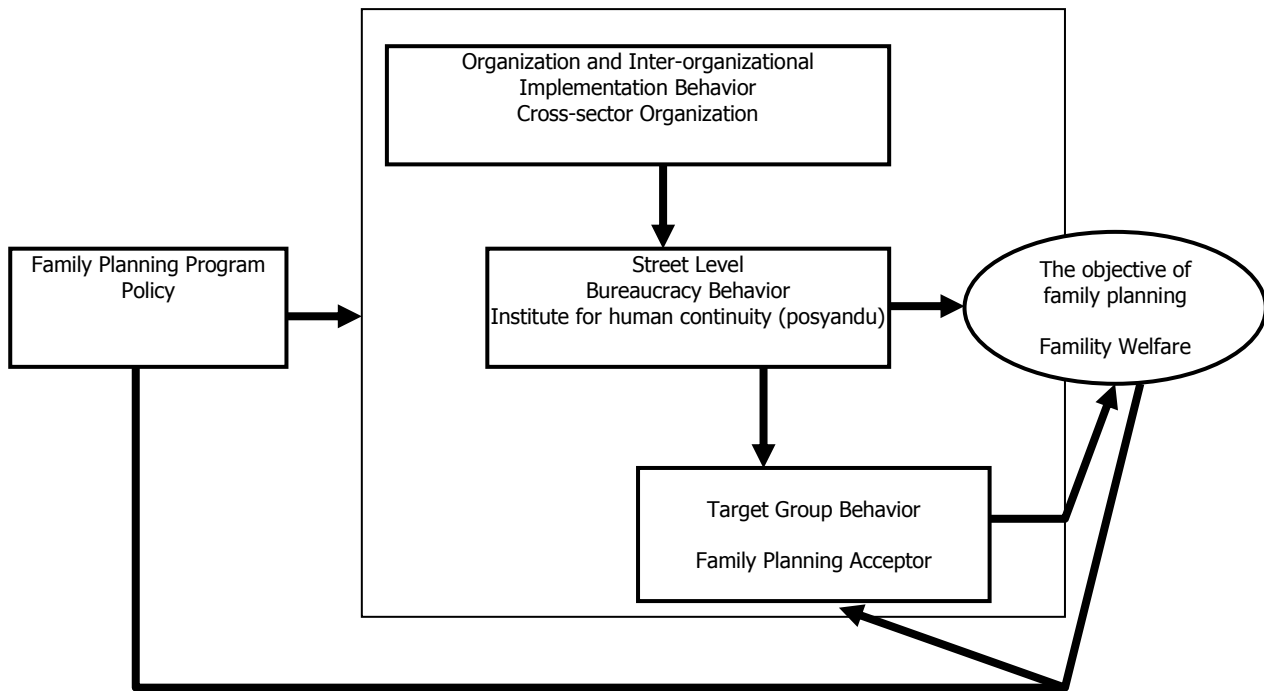 Organization and Inter-organizational
Implementation Behavior
Cross-sector Organization
Family Planning Program
Policy
Street Level
Bureaucracy Behavior
Institute for human continuity (posyandu)
The objective of
family planning
Famility Welfare
Target Group Behavior
Family Planning Acceptor